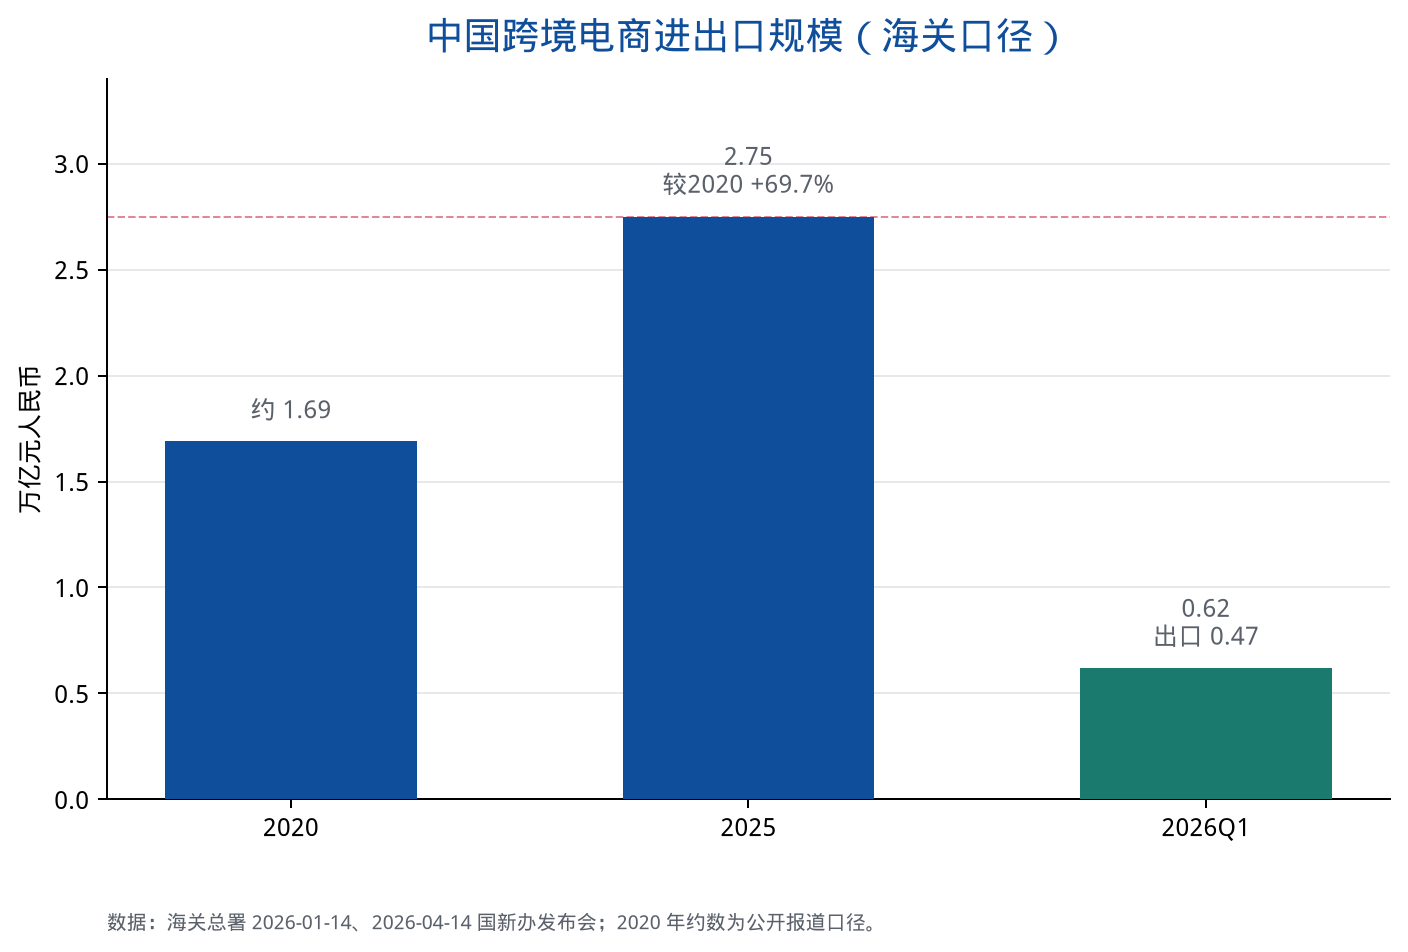 中国跨境电商进出口规模（海关口径）
万亿元人民币
3.0
2.5
2.0
1.5
1.0
0.5
0.0
约 1.69
2.75
较2020 +69.7%
0.62
出口 0.47
2020
2025
2026Q1
数据：海关总署 2026-01-14、2026-04-14 国新办发布会；2020 年约数为公开报道口径。